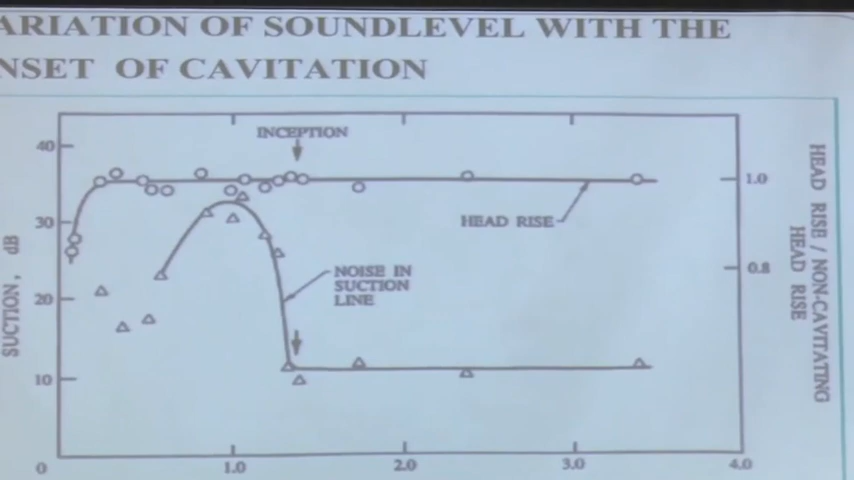 ARIATION OF SOUNDLEVEL WITH THE
NSET OF CAVITATION
INCEPTION
40
30
20
10
0
1.0
2.0
3.0
4.0
1.0
0.8
HEAD RISE
NOISE IN
SUCTION
LINE
SUCTION, dB
HEAD RISE / NON-CAVITATING
HEAD RISE